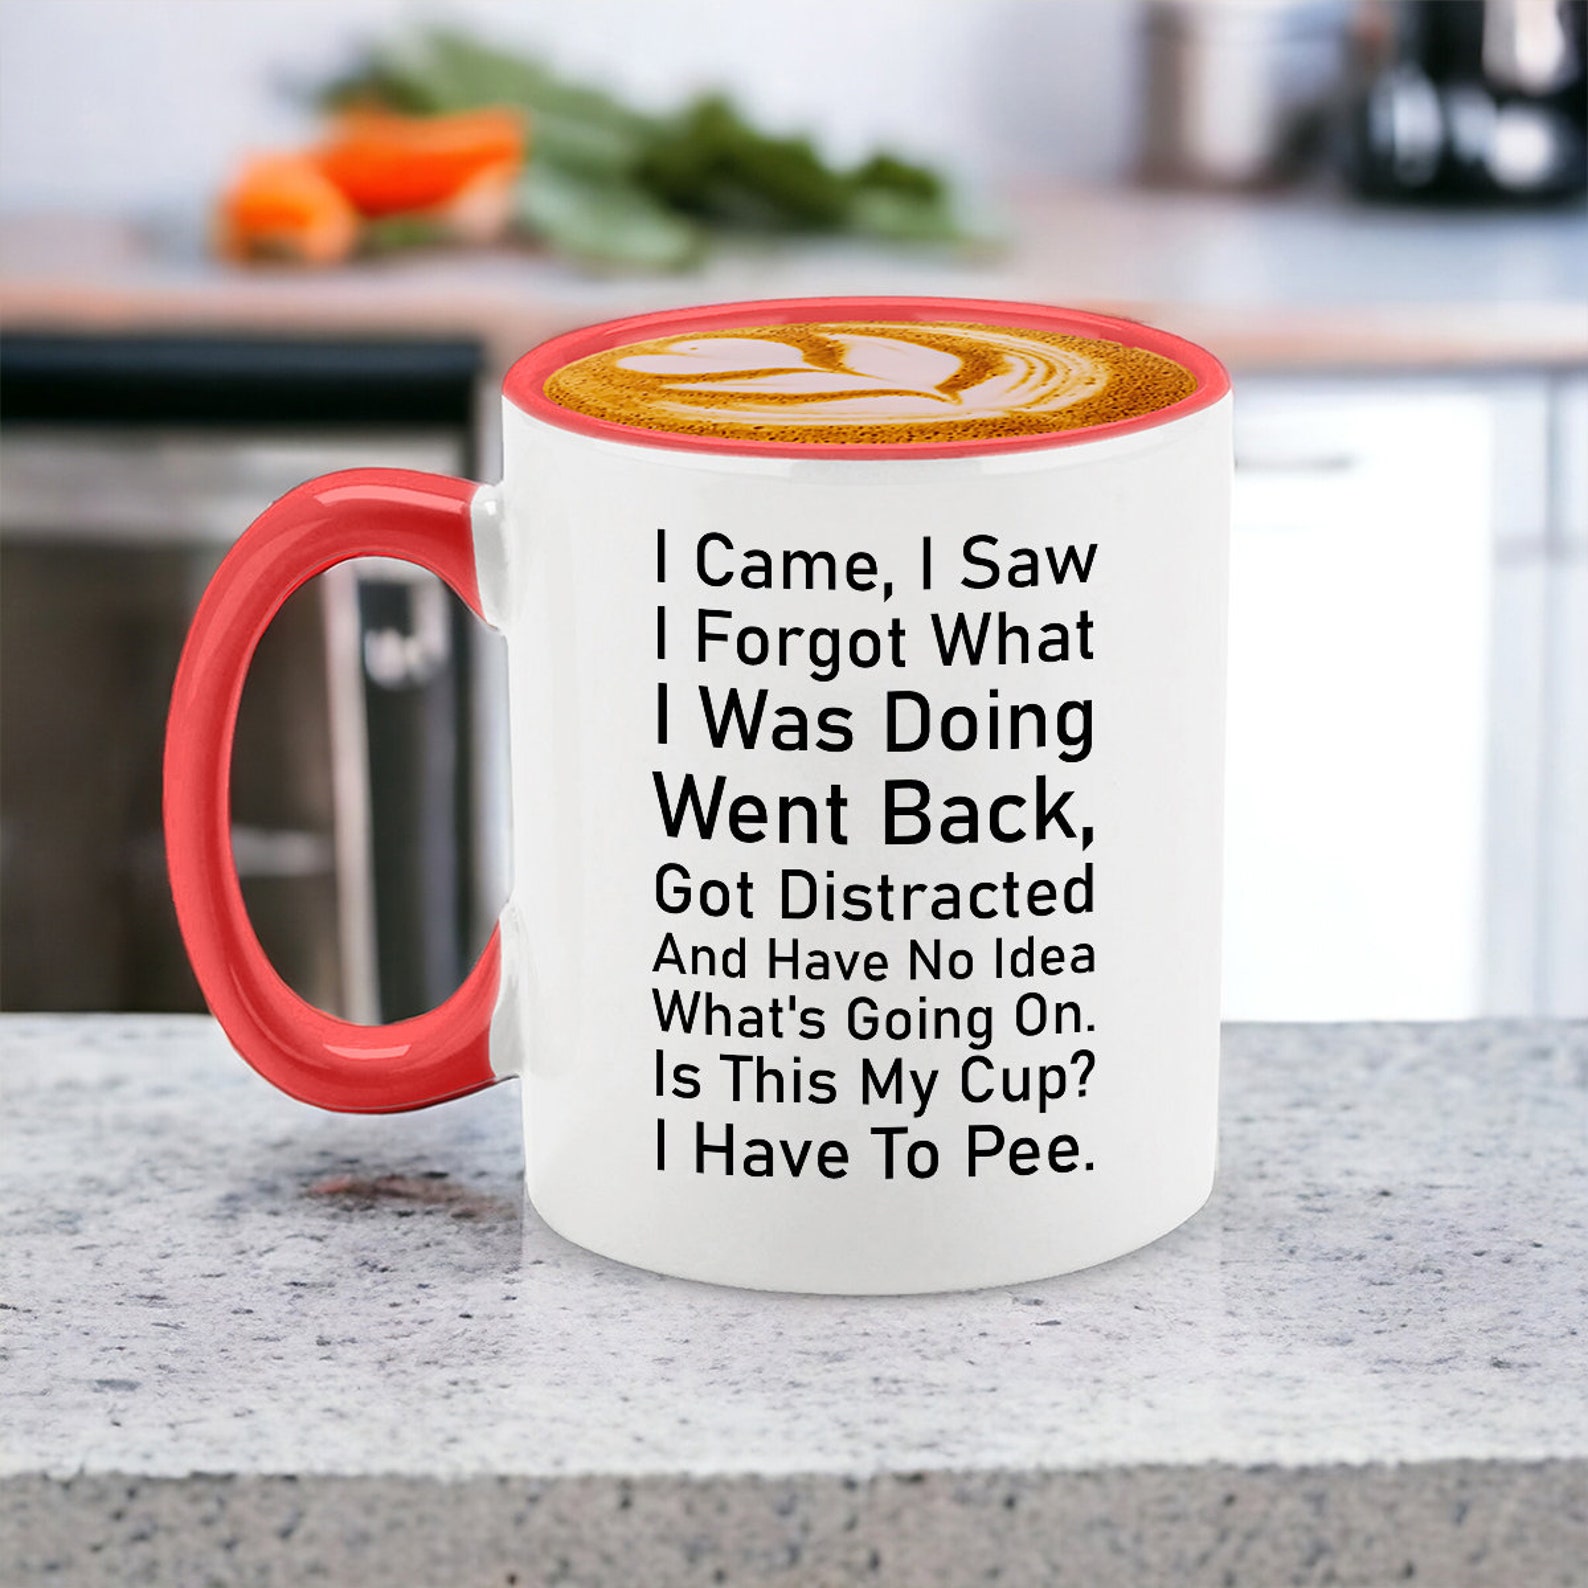 I Came, I Saw
I Forgot What
I Was Doing
Went Back,
Got Distracted
And Have No Idea
What's Going On.
Is This My Cup?
I Have To Pee.